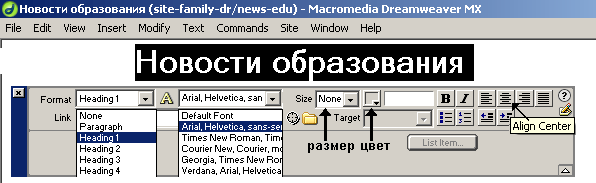 Новости образования (site-family-dr/news-edu) - Macromedia Dreamweaver MX
File Edit View Insert Modify Text Commands Site Window Help
Новости образования
Format Heading 1 A Arial, Helvetica, san Size None B I
Link Target
None
Paragraph
Heading 1
Heading 2
Heading 3
Heading 4
Default Font
Arial, Helvetica, sans-ser
Times New Roman, Tim
Courier New, Courier, mo
Georgia, Times New Rom
Verdana, Arial, Helvetica,
размер цвет
List Item...
Align Center